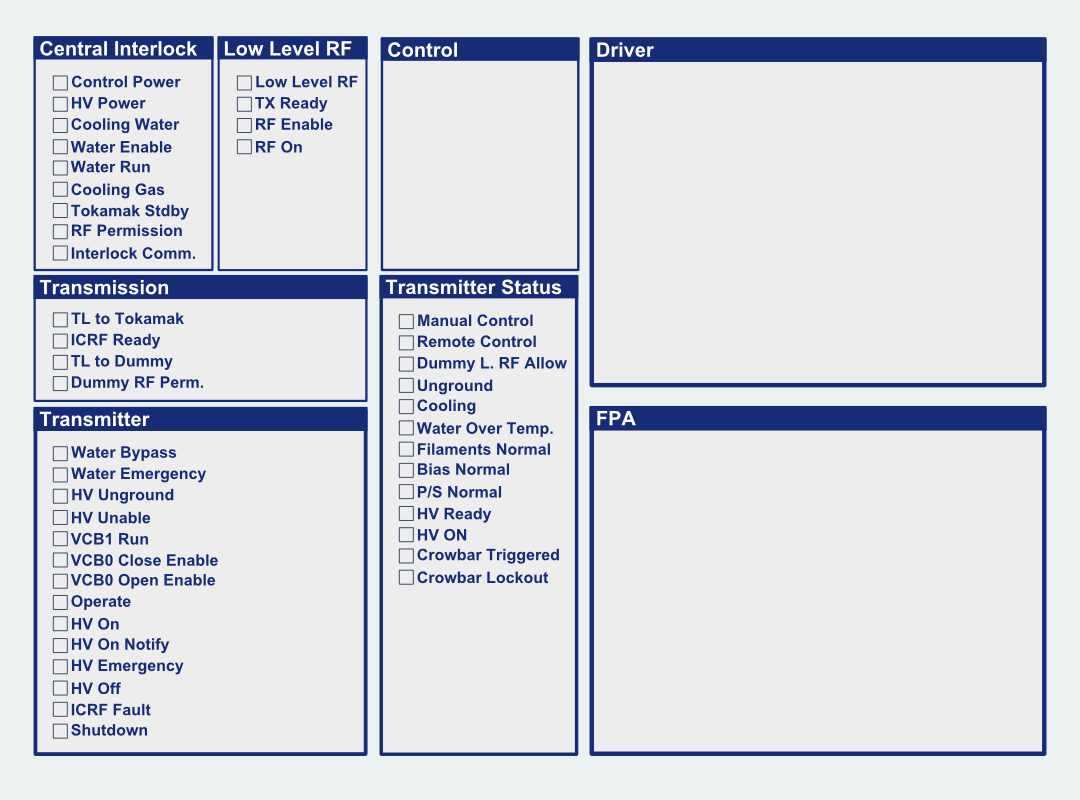 Central Interlock
Control Power
HV Power
Cooling Water
Water Enable
Water Run
Cooling Gas
Tokamak Stdby
RF Permission
Interlock Comm.
Low Level RF
Low Level RF
TX Ready
RF Enable
RF On
Transmission
TL to Tokamak
ICRF Ready
TL to Dummy
Dummy RF Perm.
Transmitter
Water Bypass
Water Emergency
HV Unground
HV Unable
VCB1 Run
VCB0 Close Enable
VCB0 Open Enable
Operate
HV On
HV On Notify
HV Emergency
HV Off
ICRF Fault
Shutdown
Control
Transmitter Status
Manual Control
Remote Control
Dummy L. RF Allow
Unground
Cooling
Water Over Temp.
Filaments Normal
Bias Normal
P/S Normal
HV Ready
HV ON
Crowbar Triggered
Crowbar Lockout
Driver
FPA